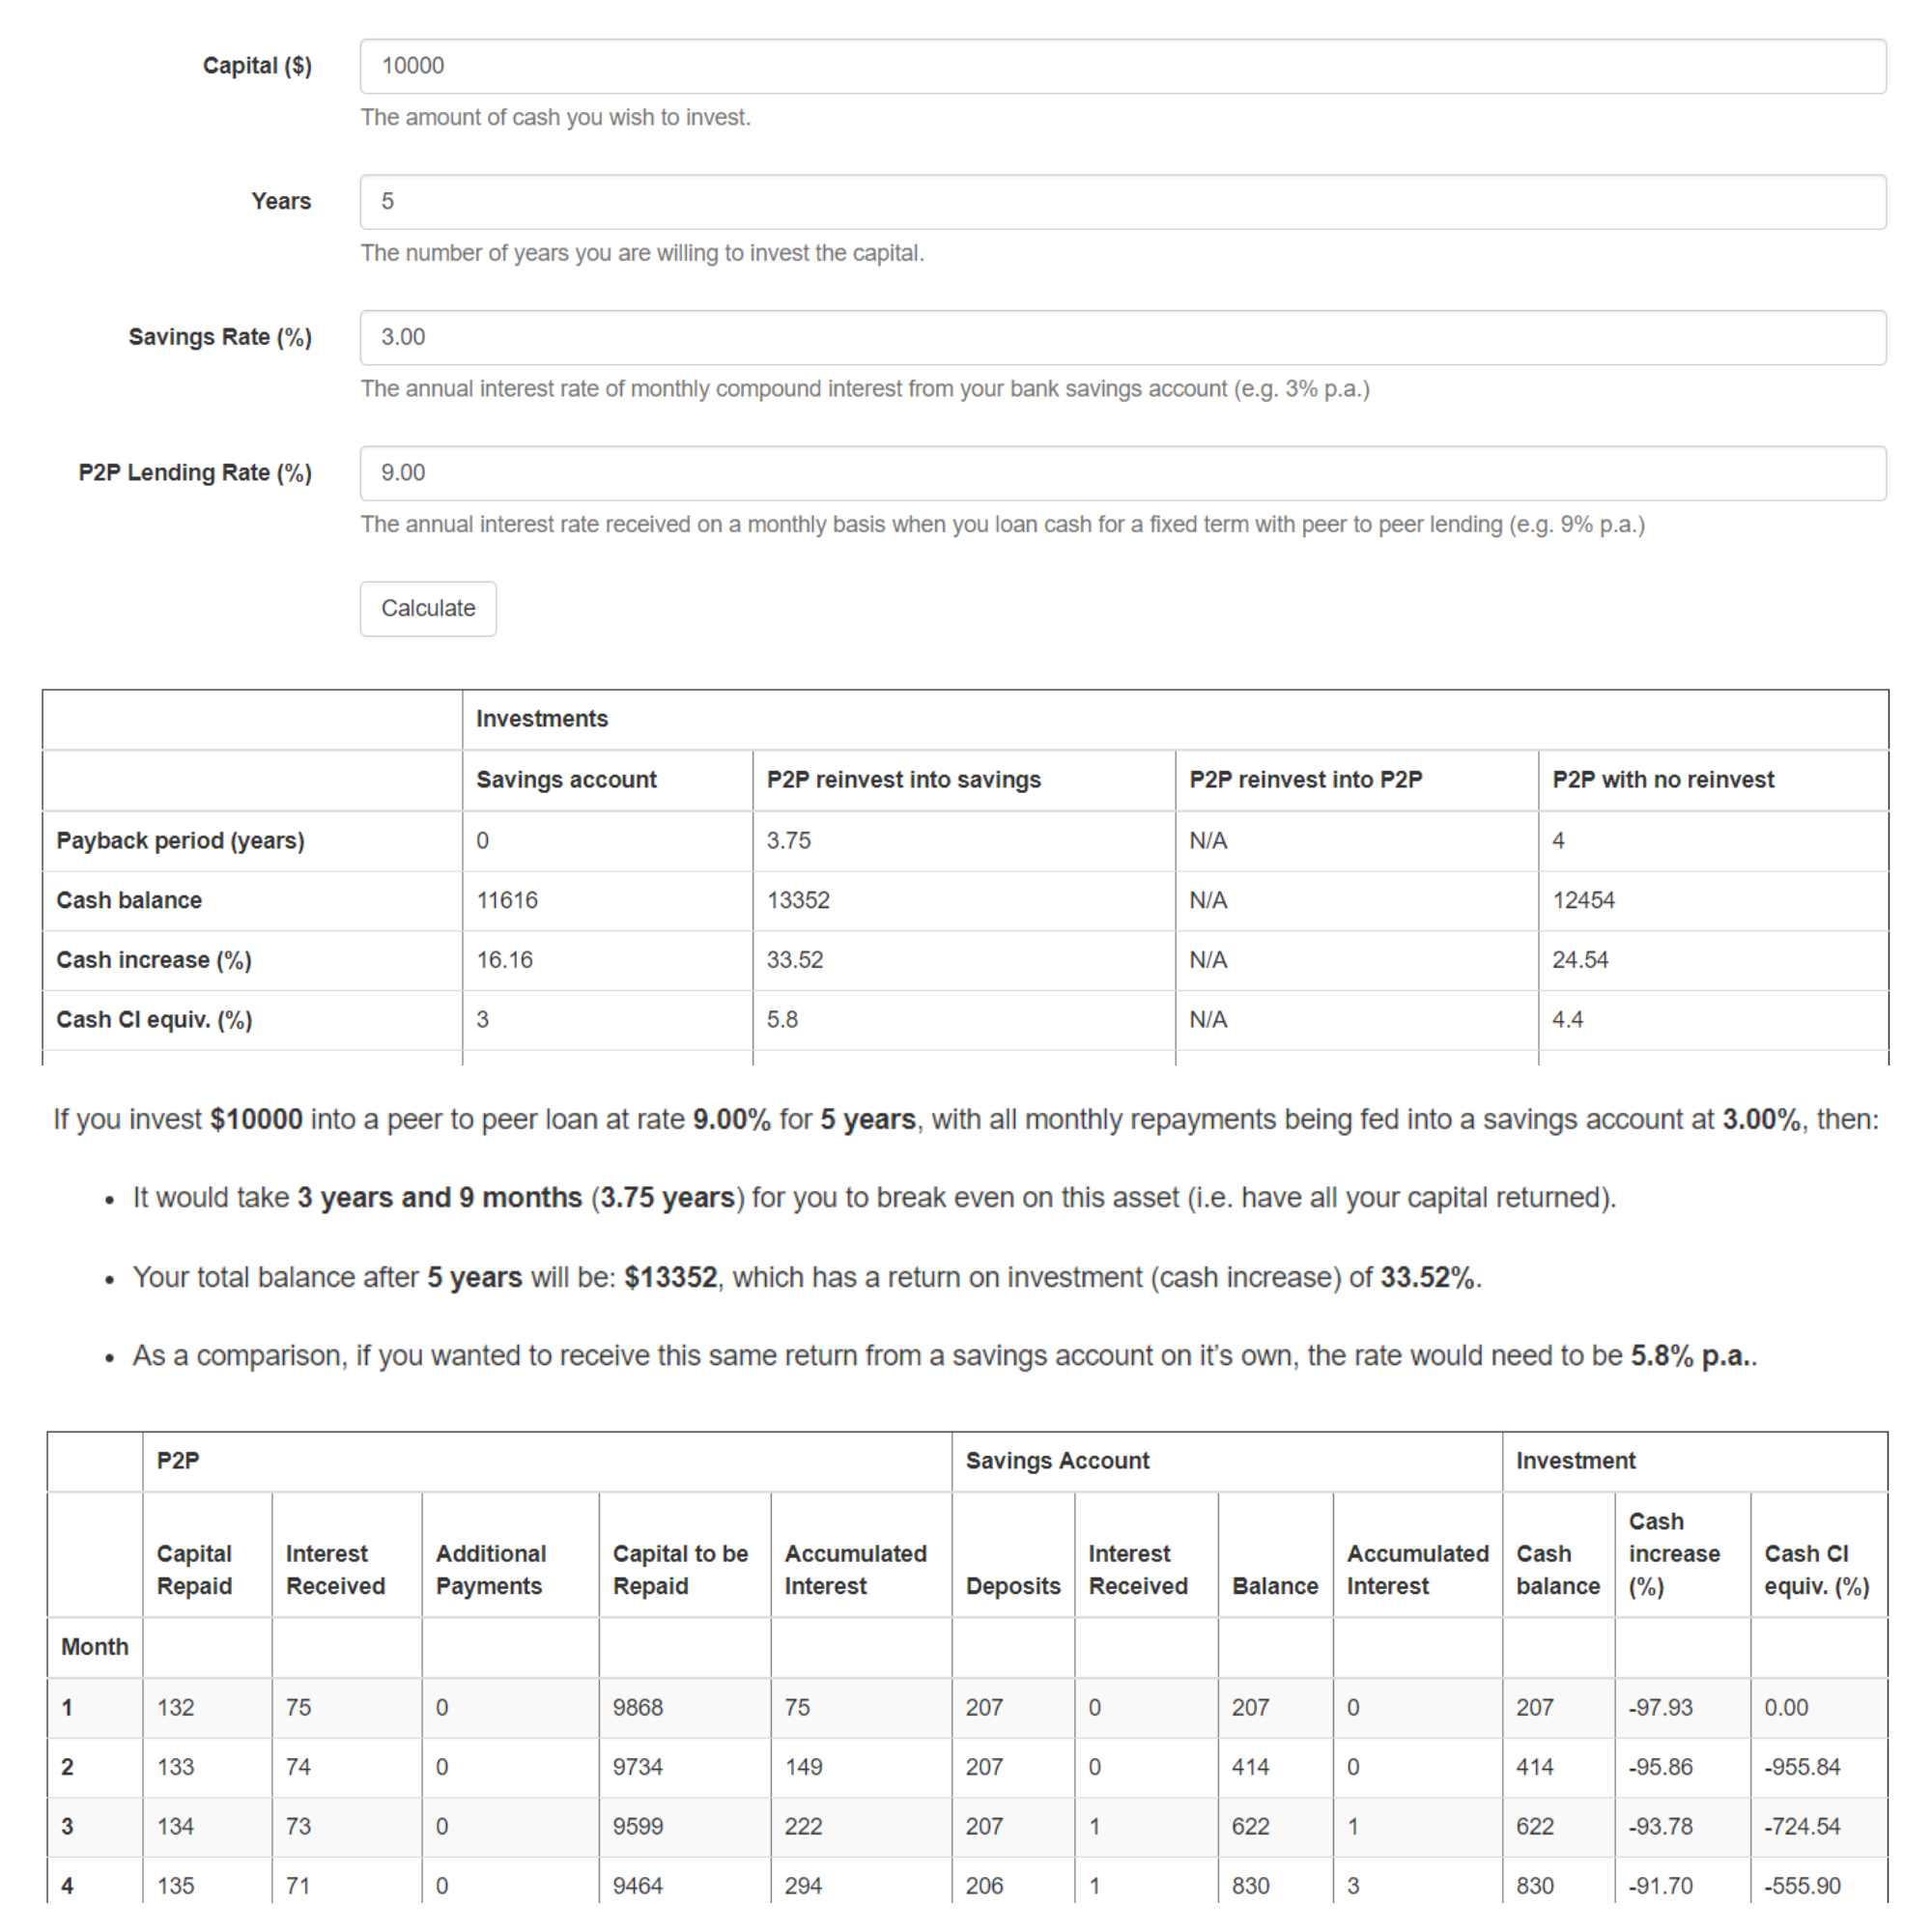 Capital ($)
10000
The amount of cash you wish to invest.
Years
5
The number of years you are willing to invest the capital.
Savings Rate (%)
3.00
The annual interest rate of monthly compound interest from your bank savings account (e.g. 3% p.a.)
P2P Lending Rate (%)
9.00
The annual interest rate received on a monthly basis when you loan cash for a fixed term with peer to peer lending (e.g. 9% p.a.)
Calculate
Investments
Savings account P2P reinvest into savings P2P reinvest into P2P P2P with no reinvest
Payback period (years) 0 3.75 N/A 4
Cash balance 11616 13352 N/A 12454
Cash increase (%) 16.16 33.52 N/A 24.54
Cash CI equiv. (%) 3 5.8 N/A 4.4
If you invest $10000 into a peer to peer loan at rate 9.00% for 5 years, with all monthly repayments being fed into a savings account at 3.00%, then:
• It would take 3 years and 9 months (3.75 years) for you to break even on this asset (i.e. have all your capital returned).
• Your total balance after 5 years will be: $13352, which has a return on investment (cash increase) of 33.52%.
• As a comparison, if you wanted to receive this same return from a savings account on it's own, the rate would need to be 5.8% p.a..
P2P Savings Account Investment
Capital Repaid Interest Received Additional Payments Capital to be Repaid Accumulated Interest Deposits Interest Received Balance Accumulated Interest Cash balance Cash increase (%) Cash CI equiv. (%)
Month
1 132 75 0 9868 75 207 0 207 0 207 -97.93 0.00
2 133 74 0 9734 149 207 0 414 0 414 -95.86 -955.84
3 134 73 0 9599 222 207 1 622 1 622 -93.78 -724.54
4 135 71 0 9464 294 206 1 830 3 830 -91.70 -555.90